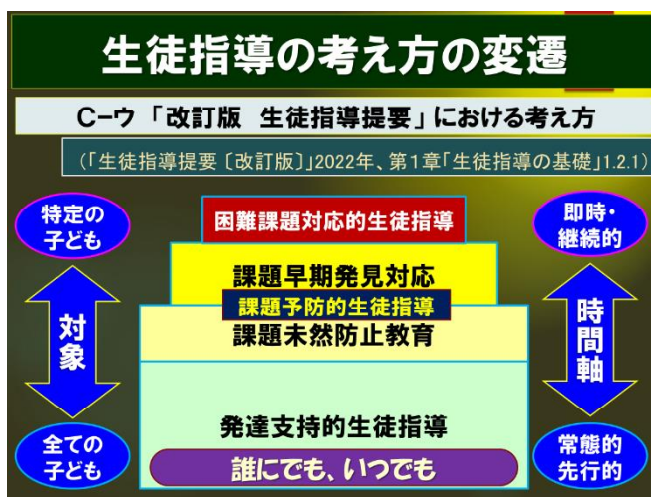 生徒指導の考え方の変遷
C-ウ「改訂版 生徒指導提要」における考え方
(「生徒指導提要〔改訂版〕」2022年、第1章「生徒指導の基礎」1.2.1)
特定の
子ども
対象
全ての
子ども
困難課題対応的生徒指導
課題早期発見対応
課題予防的生徒指導
課題未然防止教育
発達支持的生徒指導
誰にでも、いつでも
即時・
継続的
時間軸
常態的
先行的